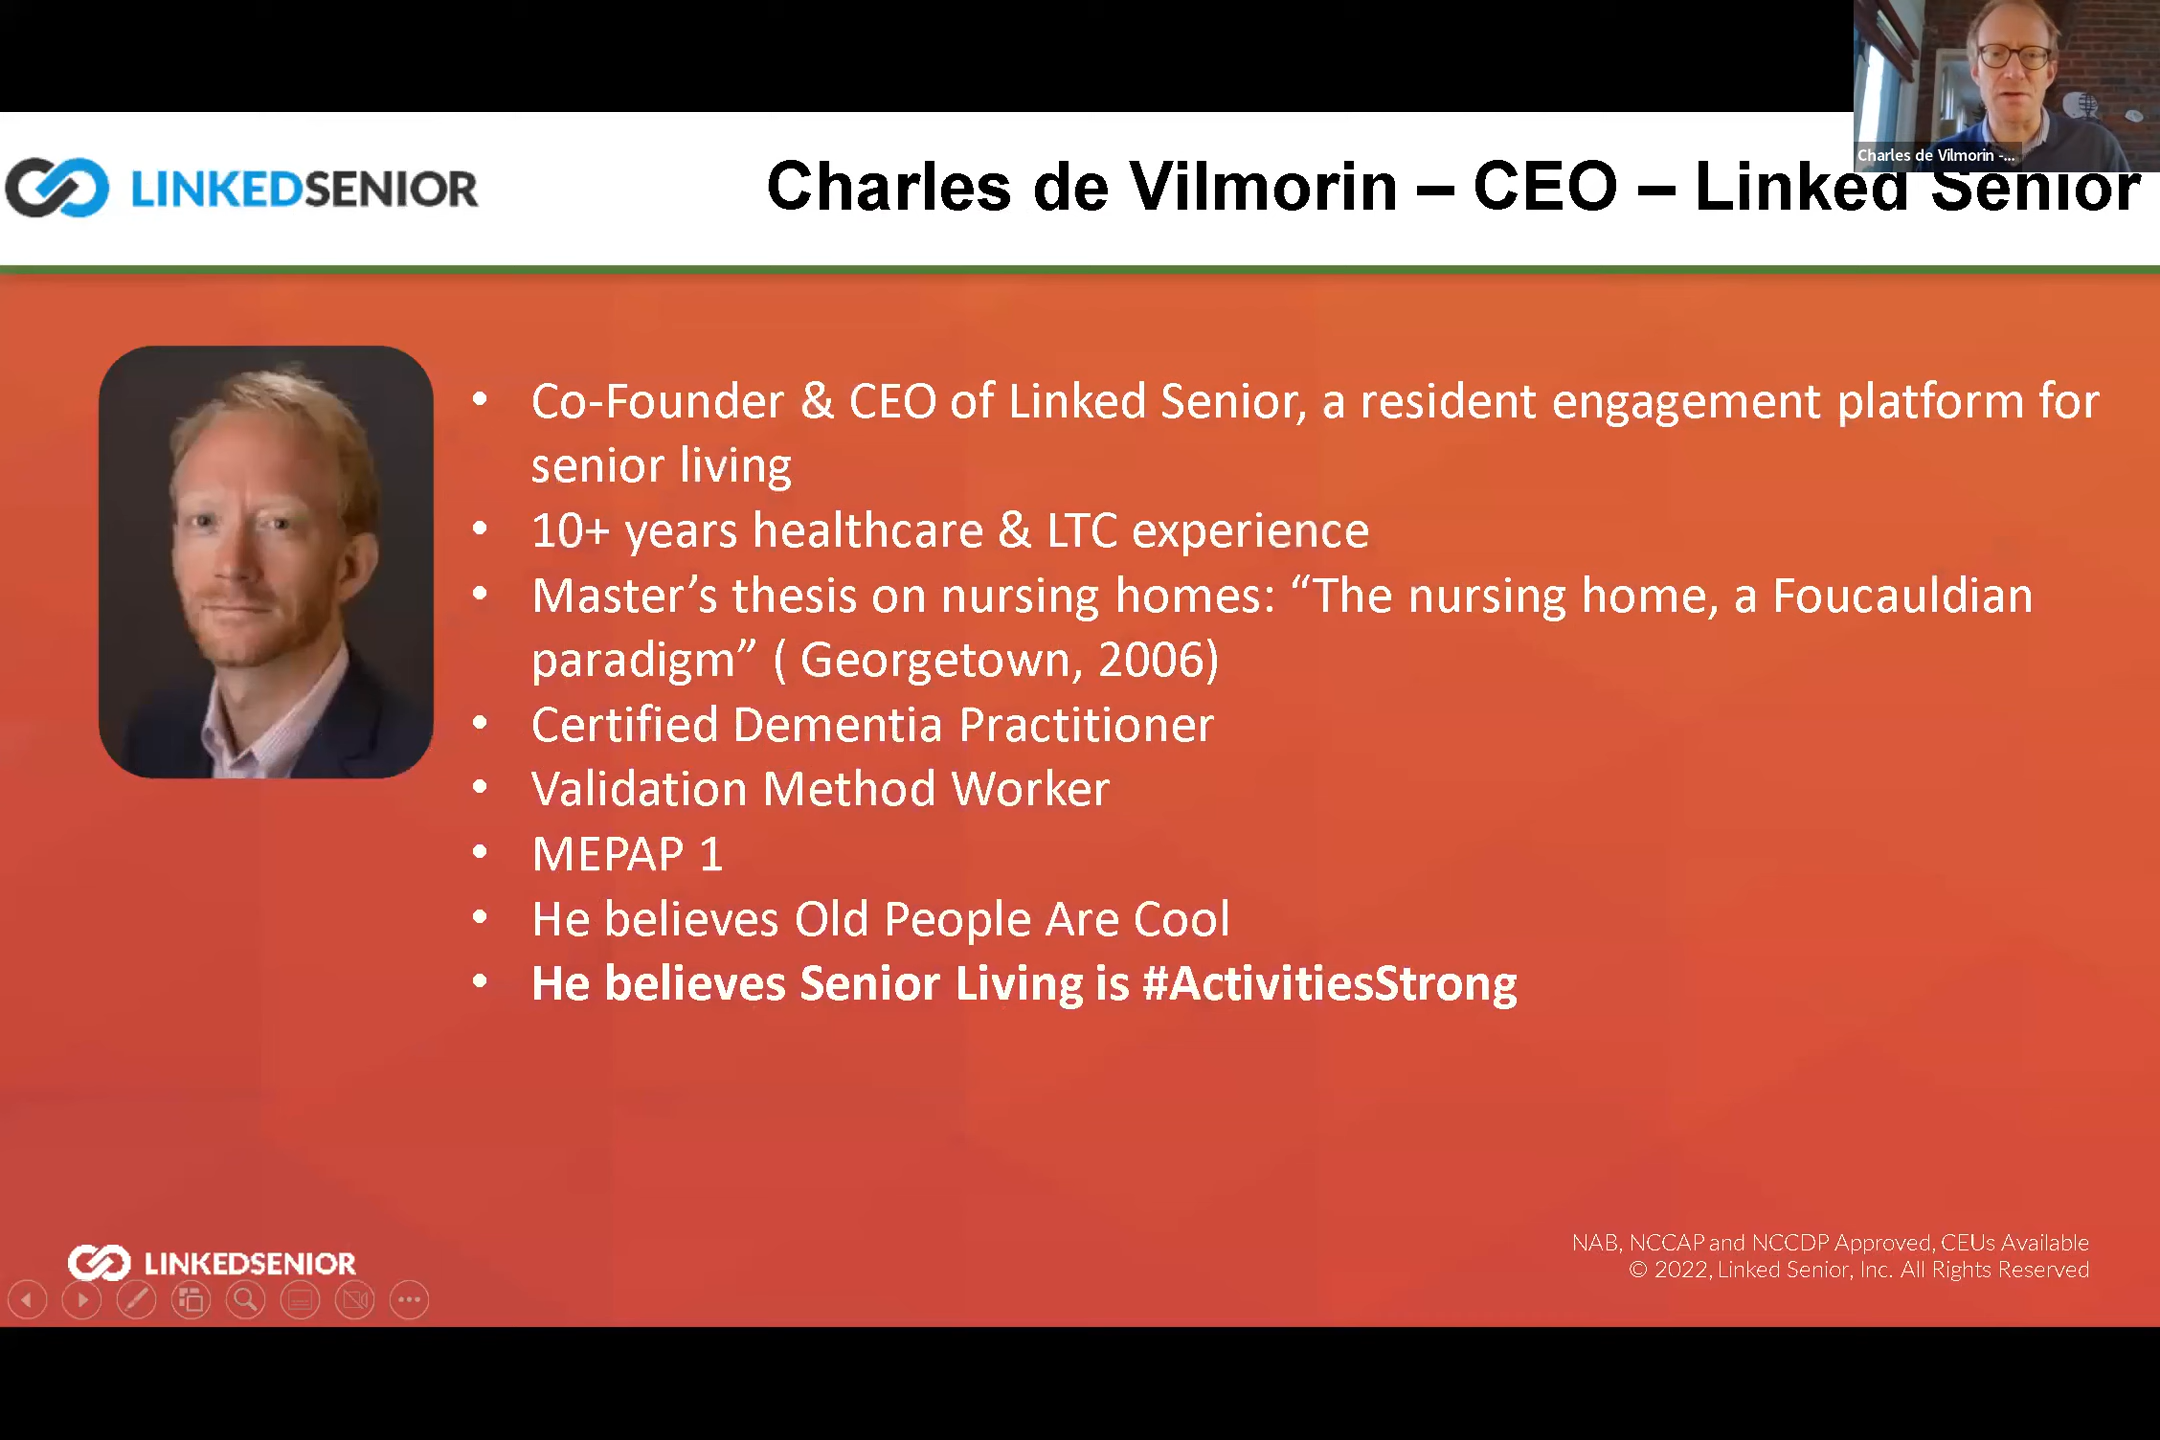 Charles de Vilmorin -...
LINKEDSENIOR
Charles de Vilmorin – CEO – Linked Senior
• Co-Founder & CEO of Linked Senior, a resident engagement platform for
senior living
• 10+ years healthcare & LTC experience
• Master’s thesis on nursing homes: “The nursing home, a Foucauldian
paradigm” ( Georgetown, 2006)
• Certified Dementia Practitioner
• Validation Method Worker
• MEPAP 1
• He believes Old People Are Cool
• He believes Senior Living is #ActivitiesStrong
LINKEDSENIOR
NAB, NCCAP and NCCDP Approved, CEUs Available
© 2022, Linked Senior, Inc. All Rights Reserved